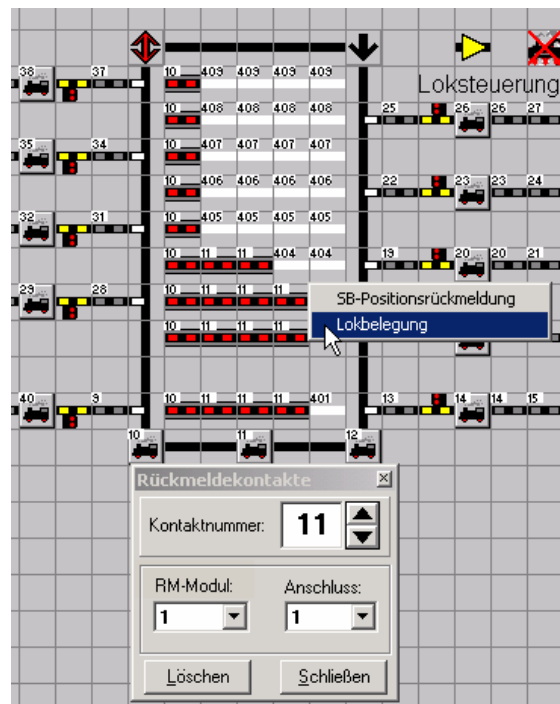 38 37 10 409 409 409 409
Loksteuerung
10 408 408 408 408 25 26 26 27
35 34 10 407 407 407 407
10 406 406 406 406 22 23 23 24
32 31 10 405 405 405 405
10 11 11 404 404 19 20 20 21
29 28 10 11 11 11
SB-Positionsrückmeldung
10 11 11 11
Lokbelegung
40 9 10 11 11 11 401 13 14 14 15
10 11 12
Rückmeldekontakte
Kontaktnummer: 11
RM-Modul: Anschluss:
1 1
Löschen Schließen